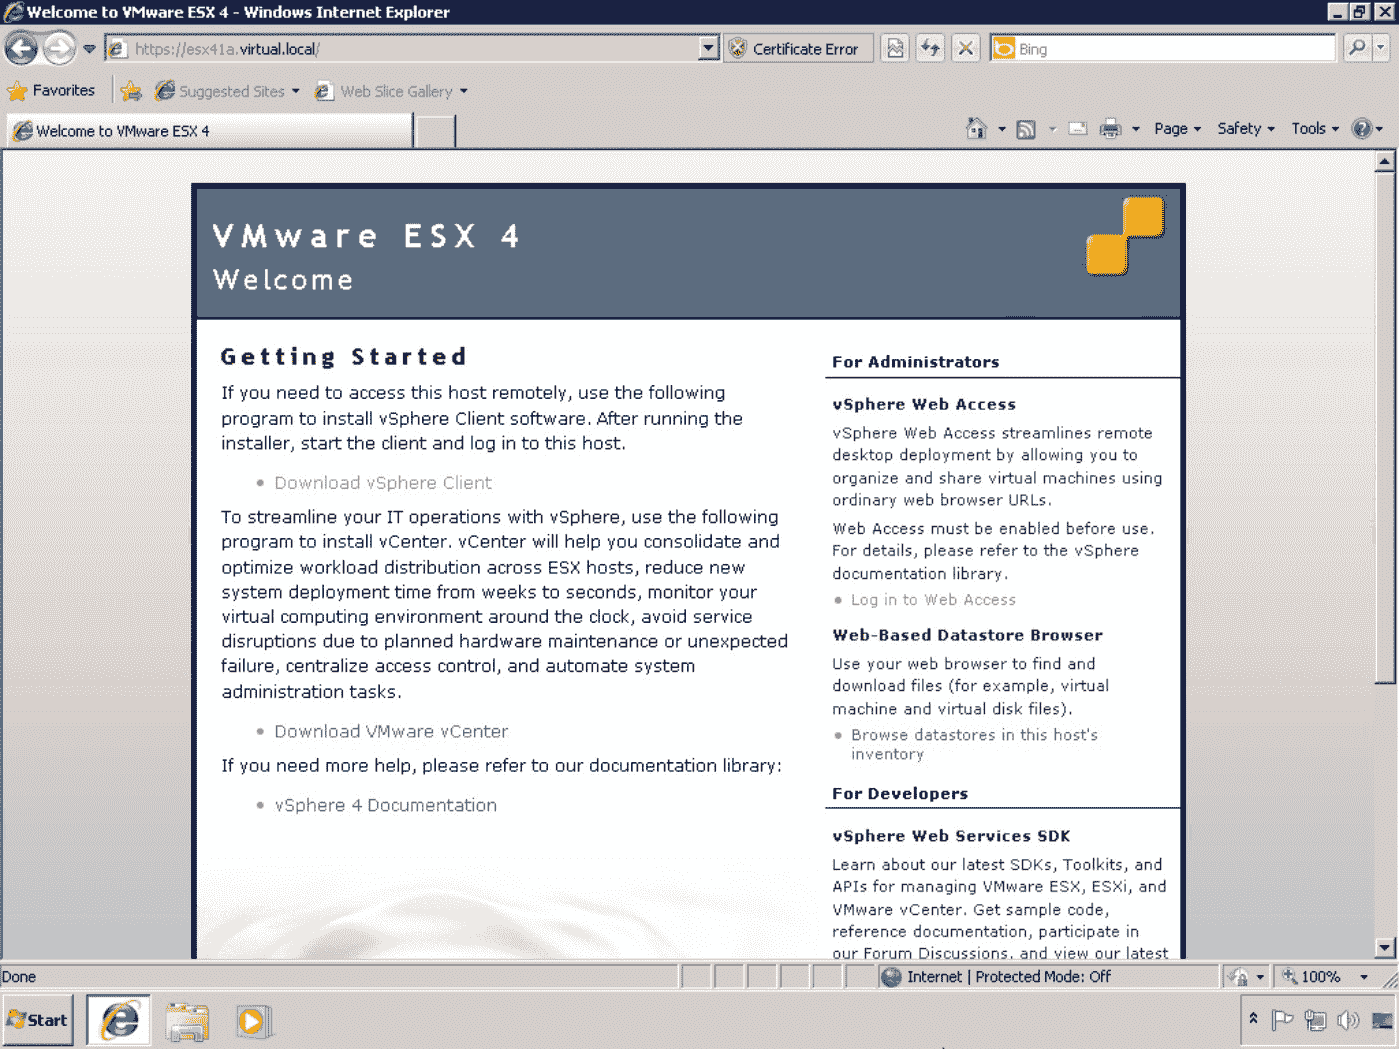 Welcome to VMware ESX 4 - Windows Internet Explorer
https://esx41a.virtual.local/
Certificate Error
Bing
Favorites
Suggested Sites
Web Slice Gallery
Welcome to VMware ESX 4
Page
Safety
Tools
VMware ESX 4
Welcome
Getting Started
If you need to access this host remotely, use the following
program to install vSphere Client software. After running the
installer, start the client and log in to this host.
• Download vSphere Client
To streamline your IT operations with vSphere, use the following
program to install vCenter. vCenter will help you consolidate and
optimize workload distribution across ESX hosts, reduce new
system deployment time from weeks to seconds, monitor your
virtual computing environment around the clock, avoid service
disruptions due to planned hardware maintenance or unexpected
failure, centralize access control, and automate system
administration tasks.
• Download VMware vCenter
If you need more help, please refer to our documentation library:
• vSphere 4 Documentation
For Administrators
vSphere Web Access
vSphere Web Access streamlines remote
desktop deployment by allowing you to
organize and share virtual machines using
ordinary web browser URLs.
Web Access must be enabled before use.
For details, please refer to the vSphere
documentation library.
• Log in to Web Access
Web-Based Datastore Browser
Use your web browser to find and
download files (for example, virtual
machine and virtual disk files).
• Browse datastores in this host's
inventory
For Developers
vSphere Web Services SDK
Learn about our latest SDKs, Toolkits, and
APIs for managing VMware ESX, ESXi, and
VMware vCenter. Get sample code,
reference documentation, participate in
our Forum Discussions, and view our latest
Done
Internet | Protected Mode: Off
100%
Start